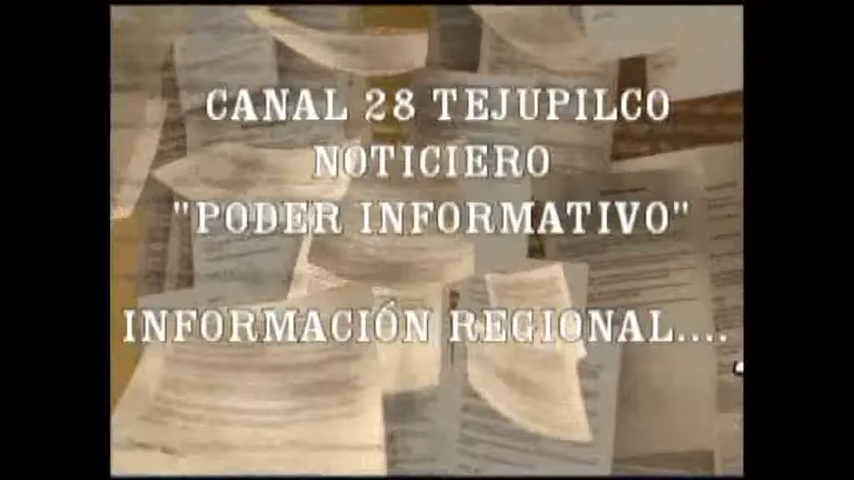 CANAL 28 TEJUPILCO
NOTICIERO
"PODER INFORMATIVO"
INFORMACIÓN REGIONAL....